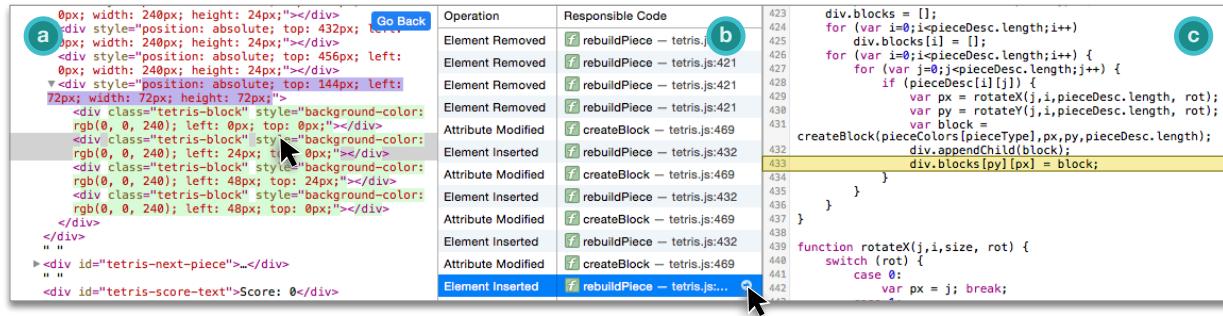 0px; width: 240px; height: 24px;"></div>
<div style="position: absolute; top: 432px; left:
0px; width: 240px; height: 24px;"></div>
<div style="position: absolute; top: 456px; left:
0px; width: 240px; height: 24px;"></div>
▼<div style="position: absolute; top: 144px; left:
72px; width: 72px; height: 72px;">
<div class="tetris-block" style="background-color:
rgb(0, 0, 240); left: 0px; top: 0px;"></div>
<div class="tetris-block" style="background-color:
rgb(0, 0, 240); left: 24px; top: 0px;"></div>
<div class="tetris-block" style="background-color:
rgb(0, 0, 240); left: 48px; top: 24px;"></div>
<div class="tetris-block" style="background-color:
rgb(0, 0, 240); left: 48px; top: 0px;"></div>
</div>
</div>
" "
▶<div id="tetris-next-piece">…</div>
" "
<div id="tetris-score-text">Score: 0</div>
a
Go Back
Operation Responsible Code
Element Removed f rebuildPiece — tetris.j
Element Removed f rebuildPiece — tetris.js:421
Element Removed f rebuildPiece — tetris.js:421
Element Removed f rebuildPiece — tetris.js:421
Attribute Modified f createBlock — tetris.js:469
Element Inserted f rebuildPiece — tetris.js:432
Attribute Modified f createBlock — tetris.js:469
Element Inserted f rebuildPiece — tetris.js:432
Attribute Modified f createBlock — tetris.js:469
Element Inserted f rebuildPiece — tetris.js:432
Attribute Modified f createBlock — tetris.js:469
Element Inserted f rebuildPiece — tetris.js:...
b
423 div.blocks = [];
424 for (var i=0;i<pieceDesc.length;i++)
425 div.blocks[i] = [];
426 for (var i=0;i<pieceDesc.length;i++) {
427 for (var j=0;j<pieceDesc.length;j++) {
428 if (pieceDesc[i][j]) {
429 var px = rotateX(j,i,pieceDesc.length, rot);
430 var py = rotateY(j,i,pieceDesc.length, rot);
431 var block =
createBlock(pieceColors[pieceType],px,py,pieceDesc.length);
432 div.appendChild(block);
433 div.blocks[py][px] = block;
434 }
435 }
436 }
437 }
438
439 function rotateX(j,i,size, rot) {
440 switch (rot) {
441 case 0:
442 var px = j; break;
c